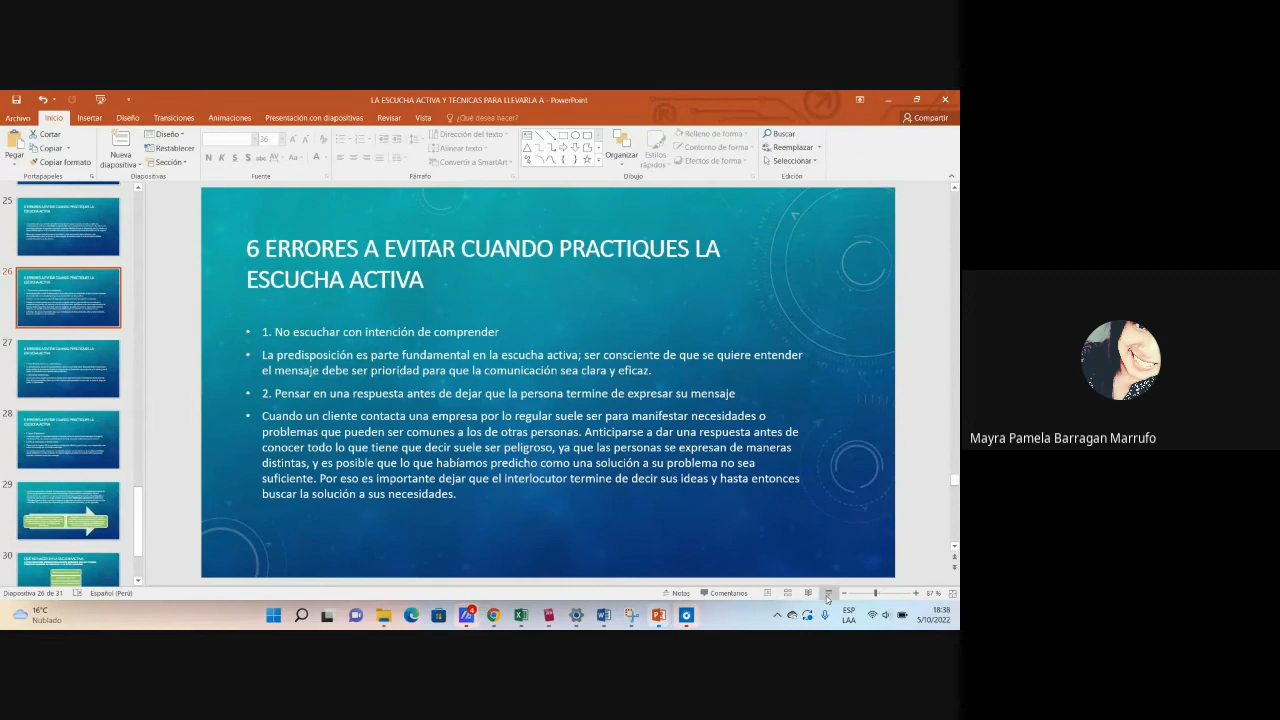 LA ESCUCHA ACTIVA Y TECNICAS PARA LLEVARLA A - PowerPoint
Archivo Inicio Insertar Diseño Transiciones Animaciones Presentación con diapositivas Revisar Vista ¿Qué desea hacer? Compartir
Pegar
Cortar
Copiar
Copiar formato
Portapapeles
Nueva diapositiva
Diseño
Restablecer
Sección
Diapositivas
36
Fuente
Dirección del texto
Alinear texto
Convertir a SmartArt
Párrafo
Organizar
Estilos rápidos
Relleno de forma
Contorno de forma
Efectos de forma
Dibujo
Buscar
Reemplazar
Seleccionar
Edición
25
26
27
28
29
30
6 ERRORES A EVITAR CUANDO PRACTIQUES LA
ESCUCHA ACTIVA
• 1. No escuchar con intención de comprender
• La predisposición es parte fundamental en la escucha activa; ser consciente de que se quiere entender
el mensaje debe ser prioridad para que la comunicación sea clara y eficaz.
• 2. Pensar en una respuesta antes de dejar que la persona termine de expresar su mensaje
• Cuando un cliente contacta una empresa por lo regular suele ser para manifestar necesidades o
problemas que pueden ser comunes a los de otras personas. Anticiparse a dar una respuesta antes de
conocer todo lo que tiene que decir suele ser peligroso, ya que las personas se expresan de maneras
distintas, y es posible que lo que habíamos predicho como una solución a su problema no sea
suficiente. Por eso es importante dejar que el interlocutor termine de decir sus ideas y hasta entonces
buscar la solución a sus necesidades.
Mayra Pamela Barragan Marrufo
Diapositiva 26 de 31 Español (Perú) Notas Comentarios 87 %
16°C
Nublado
ESP
LAA
18:38
5/10/2022